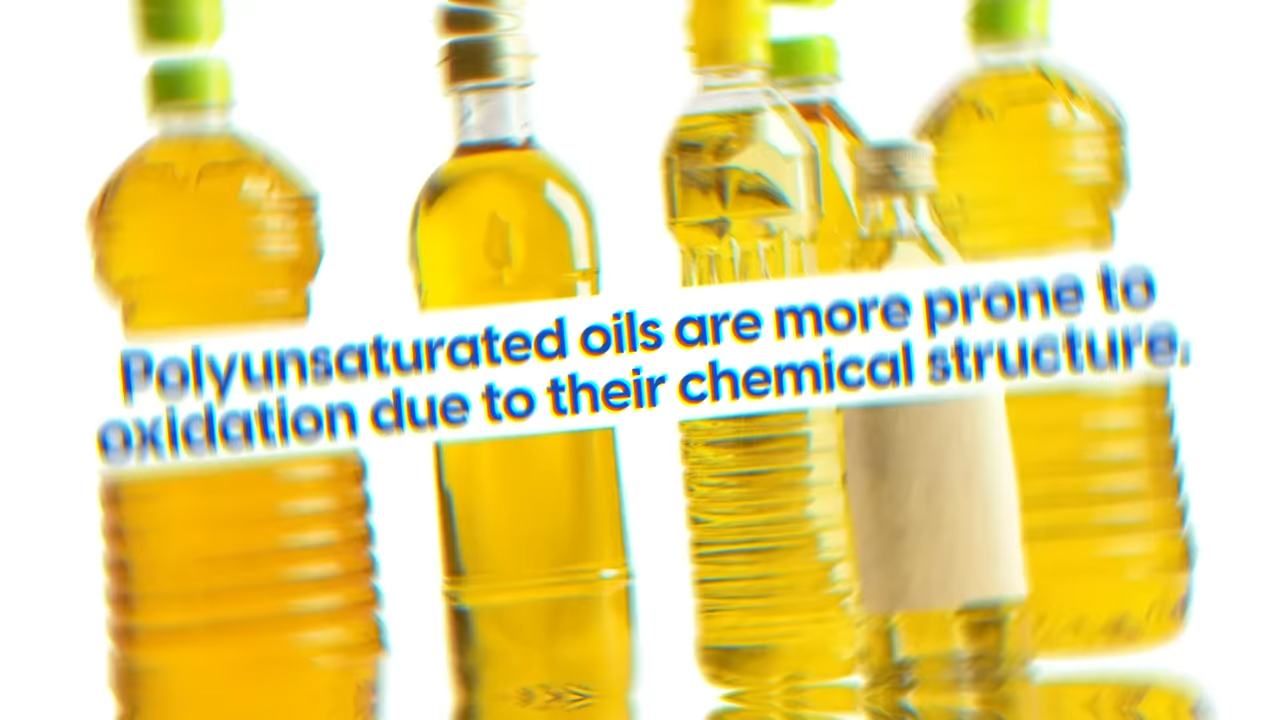 Polyunsaturated oils are more prone to
oxidation due to their chemical structure.